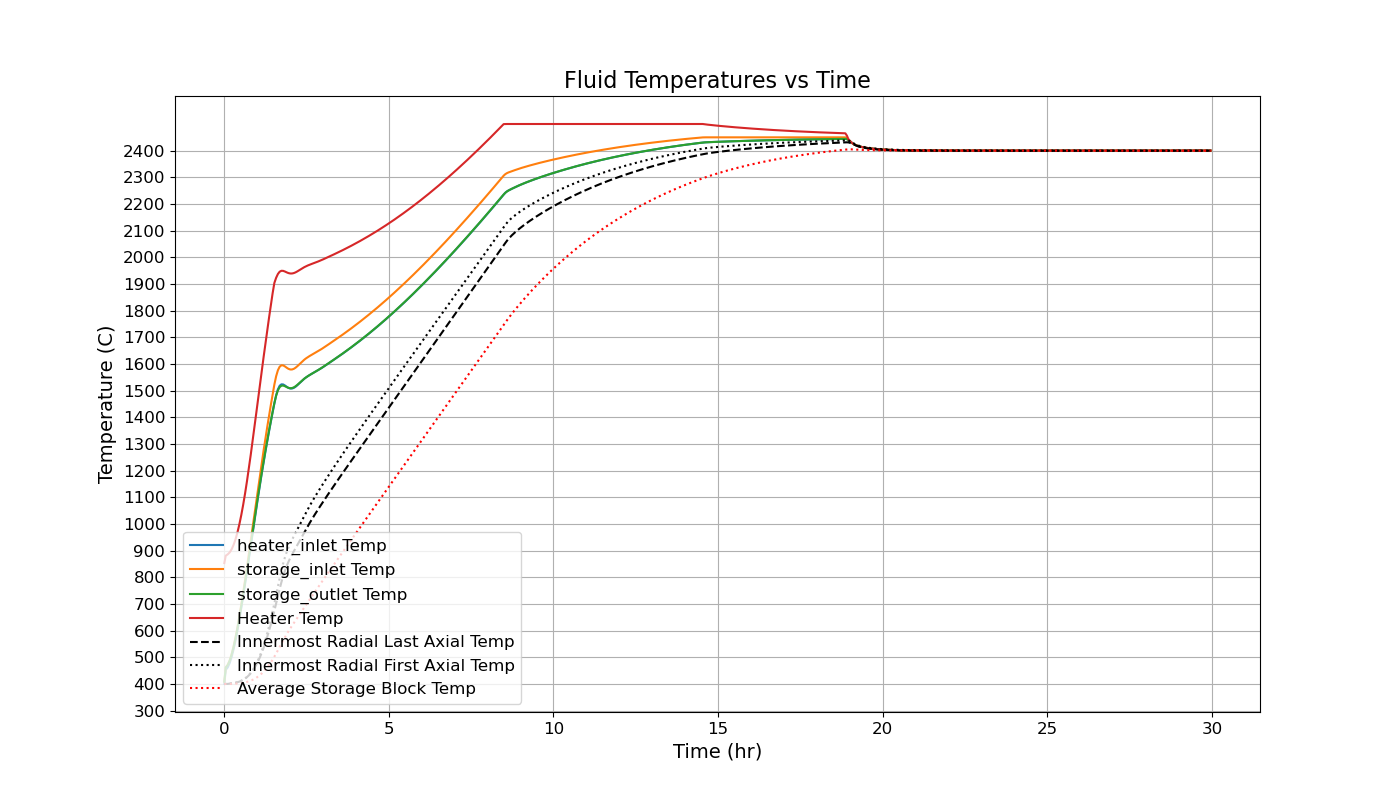 Fluid Temperatures vs Time
Temperature (C)
2400
2300
2200
2100
2000
1900
1800
1700
1600
1500
1400
1300
1200
1100
1000
900
800
700
600
500
400
300
heater_inlet Temp
storage_inlet Temp
storage_outlet Temp
Heater Temp
Innermost Radial Last Axial Temp
Innermost Radial First Axial Temp
Average Storage Block Temp
0 5 10 15 20 25 30
Time (hr)